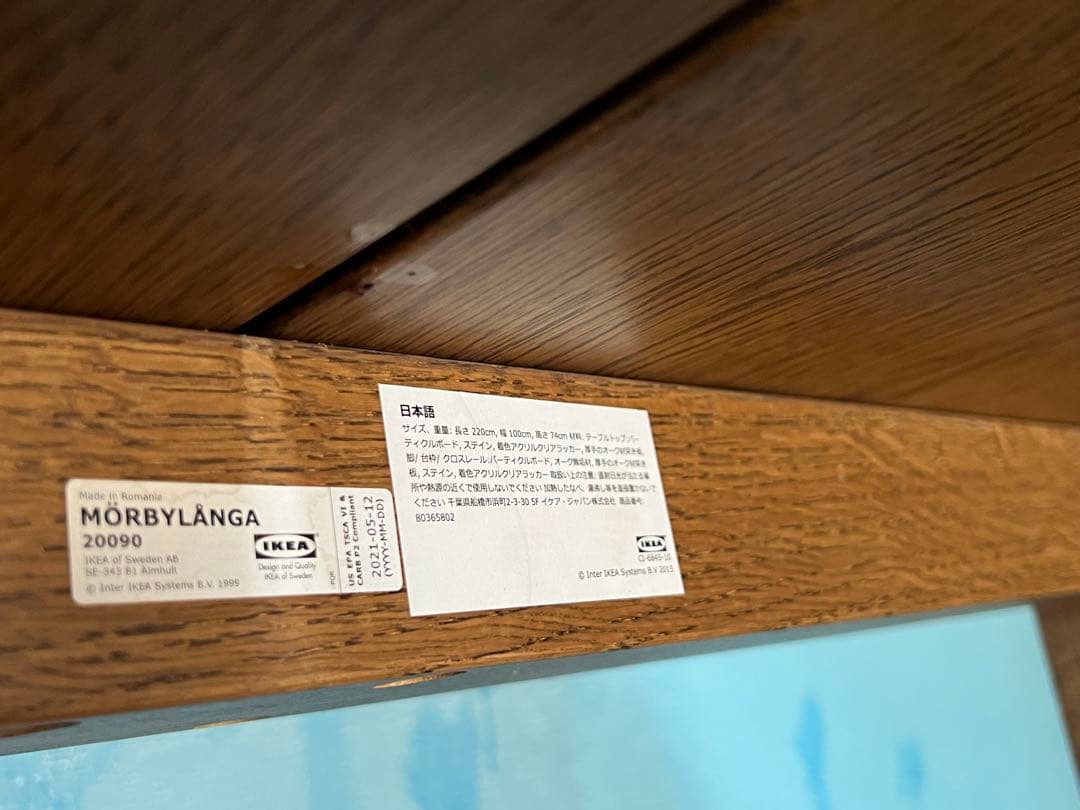 Made in Romania
MÖRBYLÅNGA
20090
IKEA of Sweden AB
SE-343 81 Älmhult
© Inter IKEA Systems B.V. 1999
IKEA
Design and Quality
IKEA of Sweden
PQR
US EPA TSCA VI &
CARB P2 Compliant
2021-05-12
(YYYY-MM-DD)
日本語
サイズ、重量: 長さ 220cm, 幅 100cm, 高さ 74cm 材料: テーブルトップ:パー
ティクルボード, ステイン, 着色アクリルクリアラッカー, 厚手のオーク材突き板,
脚/ 台枠/ クロスレール:パーティクルボード, オーク無垢材, 厚手のオーク材突き
板, ステイン, 着色アクリルクリアラッカー 取扱い上の注意: 直射日光が当たる場
所や熱源の近くで使用しないでください 加熱したなべ、湯沸し等を直接置かないで
ください 千葉県船橋市浜町2-3-30 5F イケア・ジャパン株式会社 商品番号:
80365802
IKEA
CJ-6845-10
© Inter IKEA Systems B.V 2015